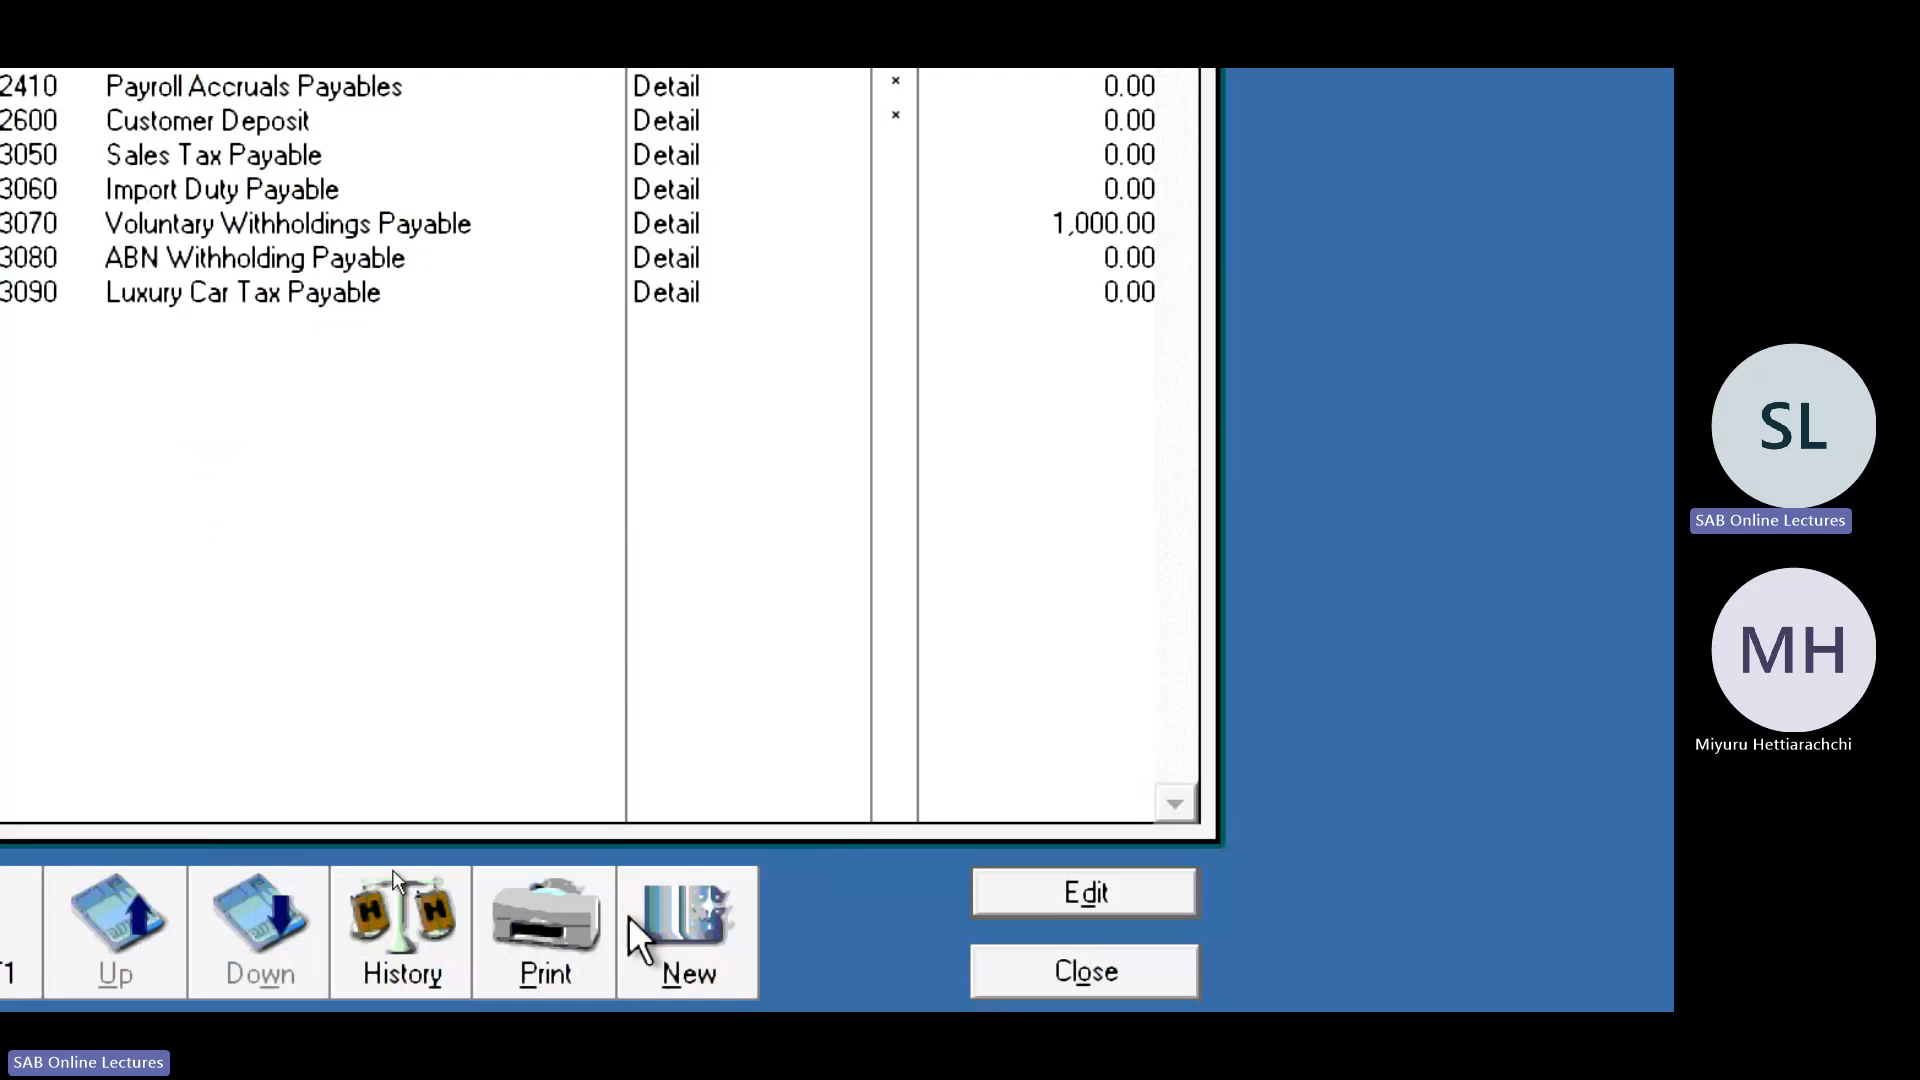 2410 Payroll Accruals Payables Detail × 0.00
2600 Customer Deposit Detail × 0.00
3050 Sales Tax Payable Detail 0.00
3060 Import Duty Payable Detail 0.00
3070 Voluntary Withholdings Payable Detail 1,000.00
3080 ABN Withholding Payable Detail 0.00
3090 Luxury Car Tax Payable Detail 0.00
SL
SAB Online Lectures
MH
Miyuru Hettiarachchi
H H
Edit
Up Down History Print New
Close
SAB Online Lectures